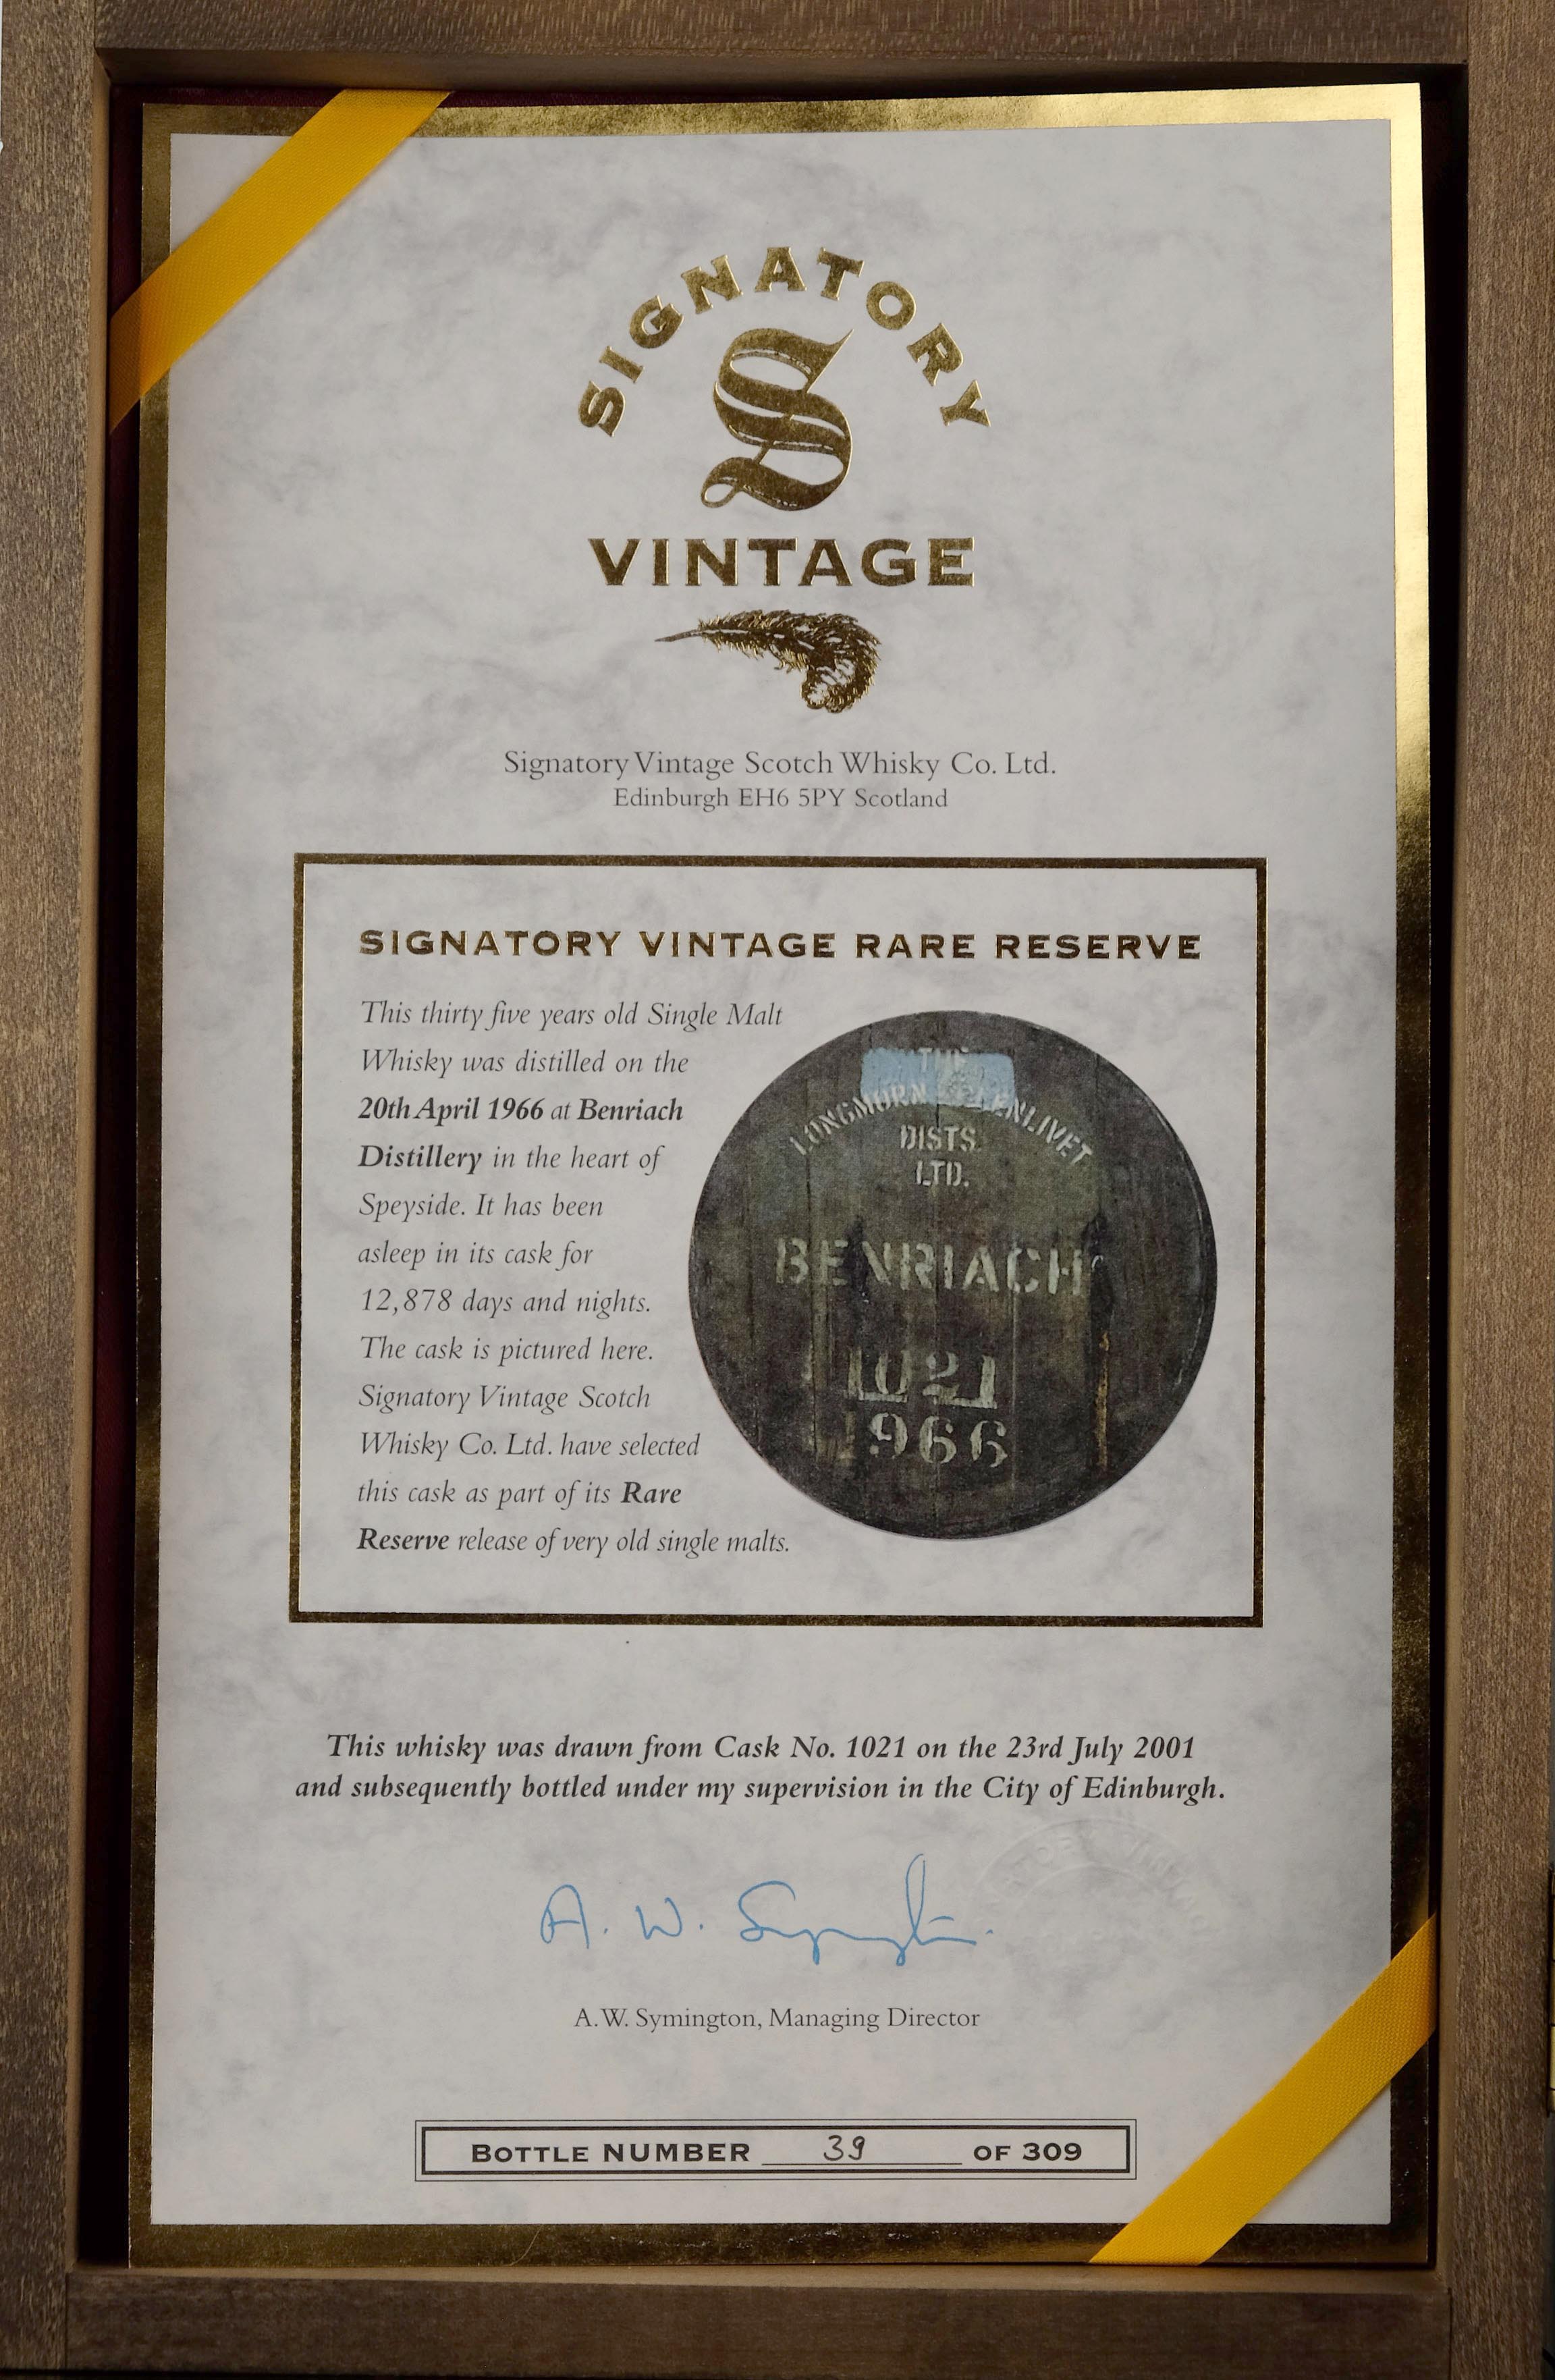 SIGNATORY
S
VINTAGE
Signatory Vintage Scotch Whisky Co. Ltd.
Edinburgh EH6 5PY Scotland
SIGNATORY VINTAGE RARE RESERVE
This thirty five years old Single Malt
Whisky was distilled on the
20th April 1966 at Benriach
Distillery in the heart of
Speyside. It has been
asleep in its cask for
12,878 days and nights.
The cask is pictured here.
Signatory Vintage Scotch
Whisky Co. Ltd. have selected
this cask as part of its Rare
Reserve release of very old single malts.
THE
LONGMORN GLENLIVET
DISTS.
LTD.
BENRIACH
1021
1966
This whisky was drawn from Cask No. 1021 on the 23rd July 2001
and subsequently bottled under my supervision in the City of Edinburgh.
A. W. Symington.
A.W. Symington, Managing Director
BOTTLE NUMBER 39 OF 309